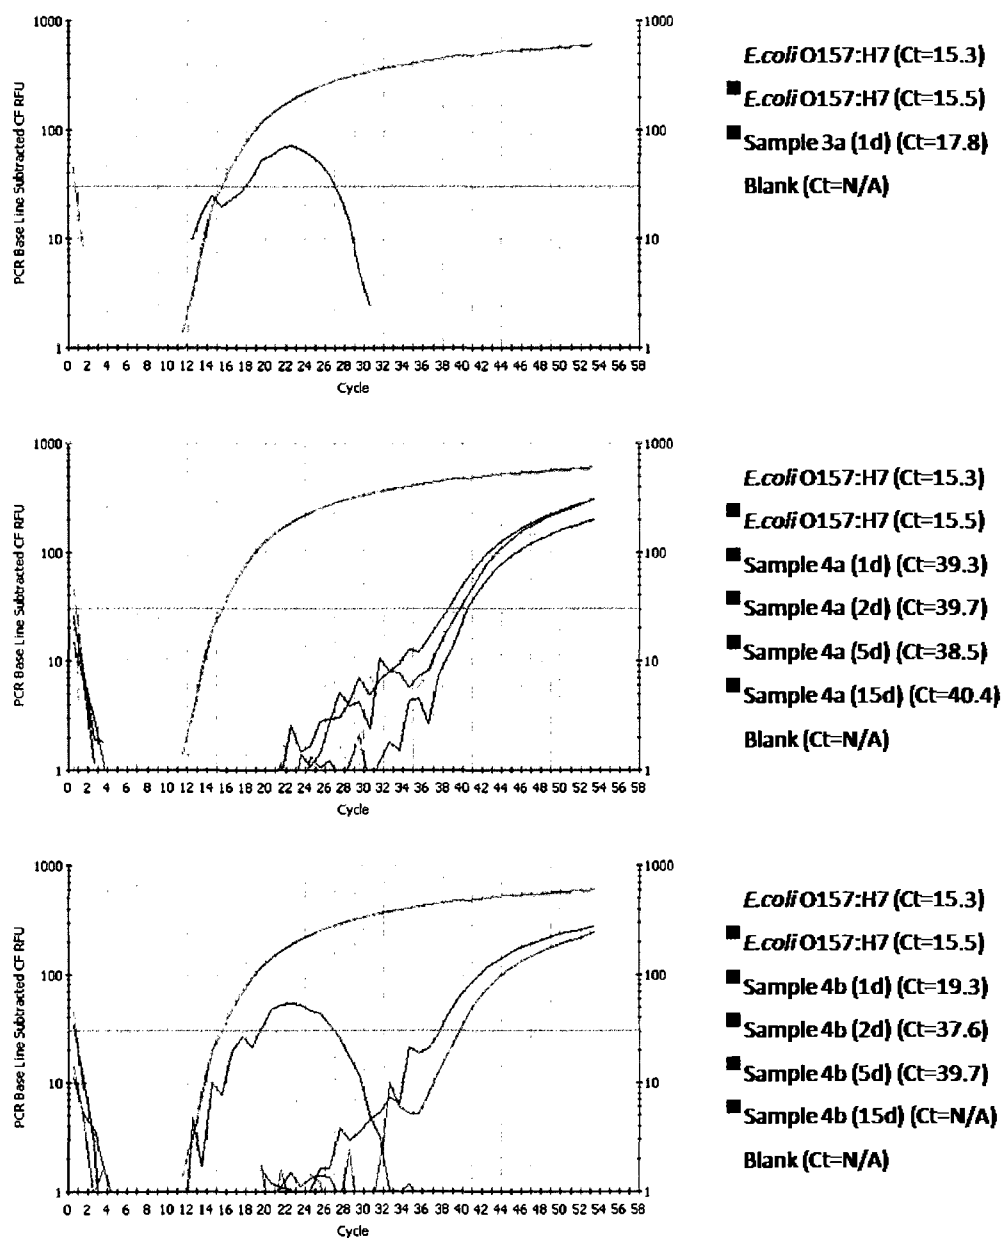 1000
100
10
1
PCR Base Line Subtracted CF RFU
1000
100
10
1
0 2 4 6 8 10 12 14 16 18 20 22 24 26 28 30 32 34 36 38 40 42 44 46 48 50 52 54 56 58
Cycle
E.coli O157:H7 (Ct=15.3)
E.coli O157:H7 (Ct=15.5)
Sample 3a (1d) (Ct=17.8)
Blank (Ct=N/A)
1000
100
10
1
PCR Base Line Subtracted CF RFU
1000
100
10
1
0 2 4 6 8 10 12 14 16 18 20 22 24 26 28 30 32 34 36 38 40 42 44 46 48 50 52 54 56 58
Cycle
E.coli O157:H7 (Ct=15.3)
E.coli O157:H7 (Ct=15.5)
Sample 4a (1d) (Ct=39.3)
Sample 4a (2d) (Ct=39.7)
Sample 4a (5d) (Ct=38.5)
Sample 4a (15d) (Ct=40.4)
Blank (Ct=N/A)
1000
100
10
1
PCR Base Line Subtracted CF RFU
1000
100
10
1
0 2 4 6 8 10 12 14 16 18 20 22 24 26 28 30 32 34 36 38 40 42 44 46 48 50 52 54 56 58
Cycle
E.coli O157:H7 (Ct=15.3)
E.coli O157:H7 (Ct=15.5)
Sample 4b (1d) (Ct=19.3)
Sample 4b (2d) (Ct=37.6)
Sample 4b (5d) (Ct=39.7)
Sample 4b (15d) (Ct=N/A)
Blank (Ct=N/A)